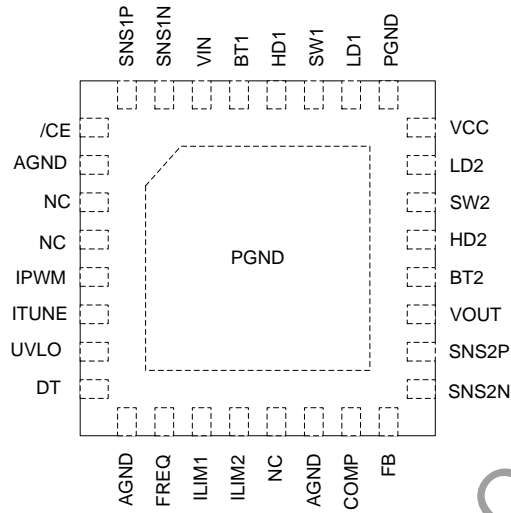 SNS1P
SNS1N
VIN
BT1
HD1
SW1
LD1
PGND
/CE
AGND
NC
NC
IPWM
ITUNE
UVLO
DT
PGND
VCC
LD2
SW2
HD2
BT2
VOUT
SNS2P
SNS2N
AGND
FREQ
ILIM1
ILIM2
NC
AGND
COMP
FB